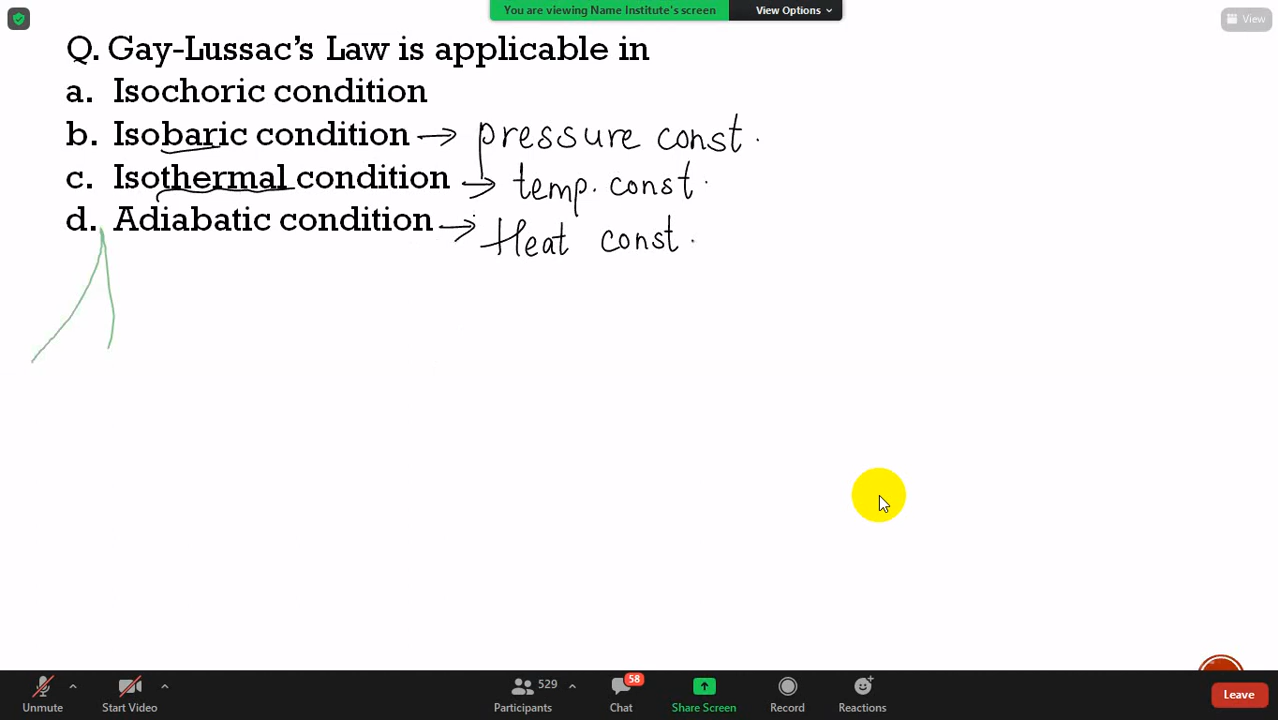 You are viewing Name Institute's screen
View Options
View
Q. Gay-Lussac’s Law is applicable in
a. Isochoric condition
b. Isobaric condition → pressure const.
c. Isothermal condition → temp. const.
d. Adiabatic condition → Heat const.
Unmute
Start Video
529
Participants
58
Chat
Share Screen
Record
Reactions
Leave